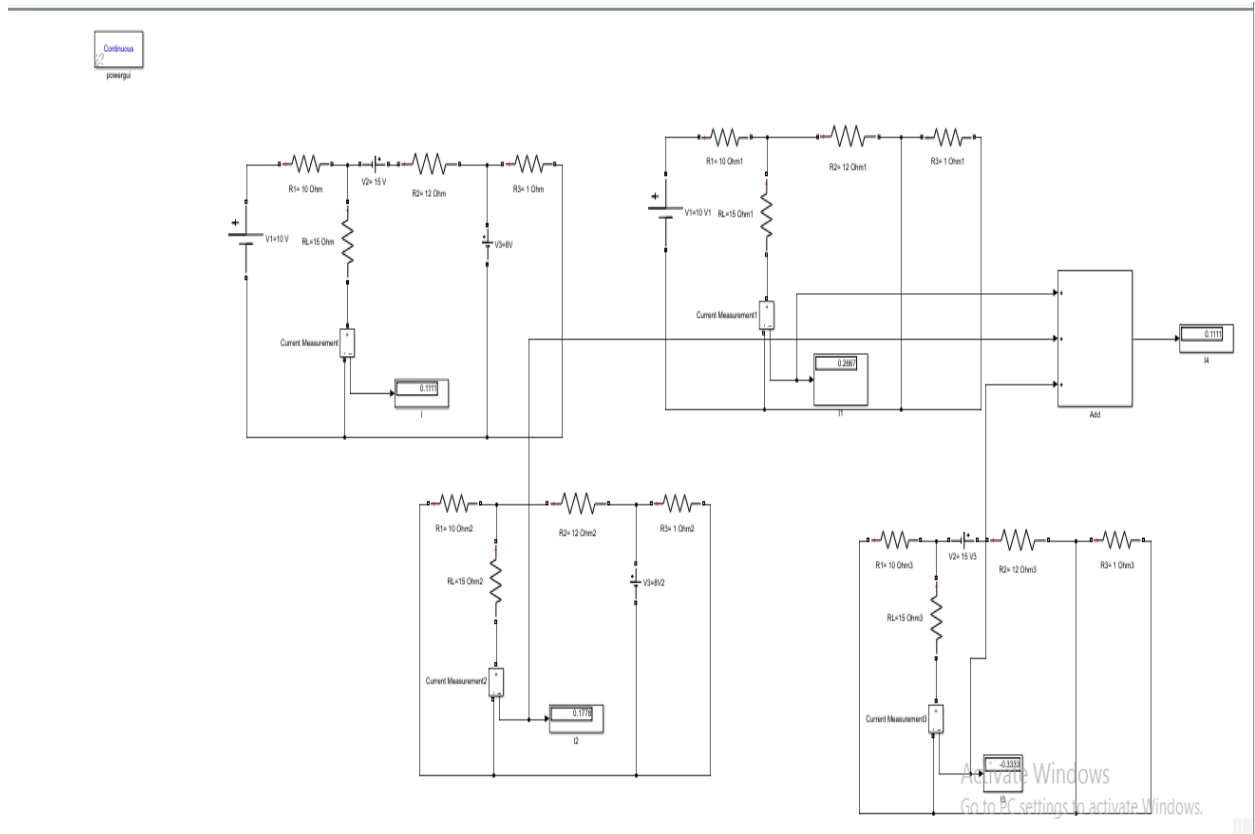 Continuous
powergui
R1= 10 Ohm
V2= 15 V
R2= 12 Ohm
R3= 1 Ohm
V1=10 V
RL=15 Ohm
V3=8V
Current Measurement
0.1111
I
R1= 10 Ohm1
R2= 12 Ohm1
R3= 1 Ohm1
V1=10 V1
RL=15 Ohm1
Current Measurement1
0.2667
I1
Add
0.1111
I4
R1= 10 Ohm2
R2= 12 Ohm2
R3= 1 Ohm2
RL=15 Ohm2
V3=8V2
Current Measurement2
0.1778
I2
R1= 10 Ohm3
V2= 15 V3
R2= 12 Ohm3
R3= 1 Ohm3
RL=15 Ohm3
Current Measurement3
-0.3333
I3
Activate Windows
Go to PC settings to activate Windows.